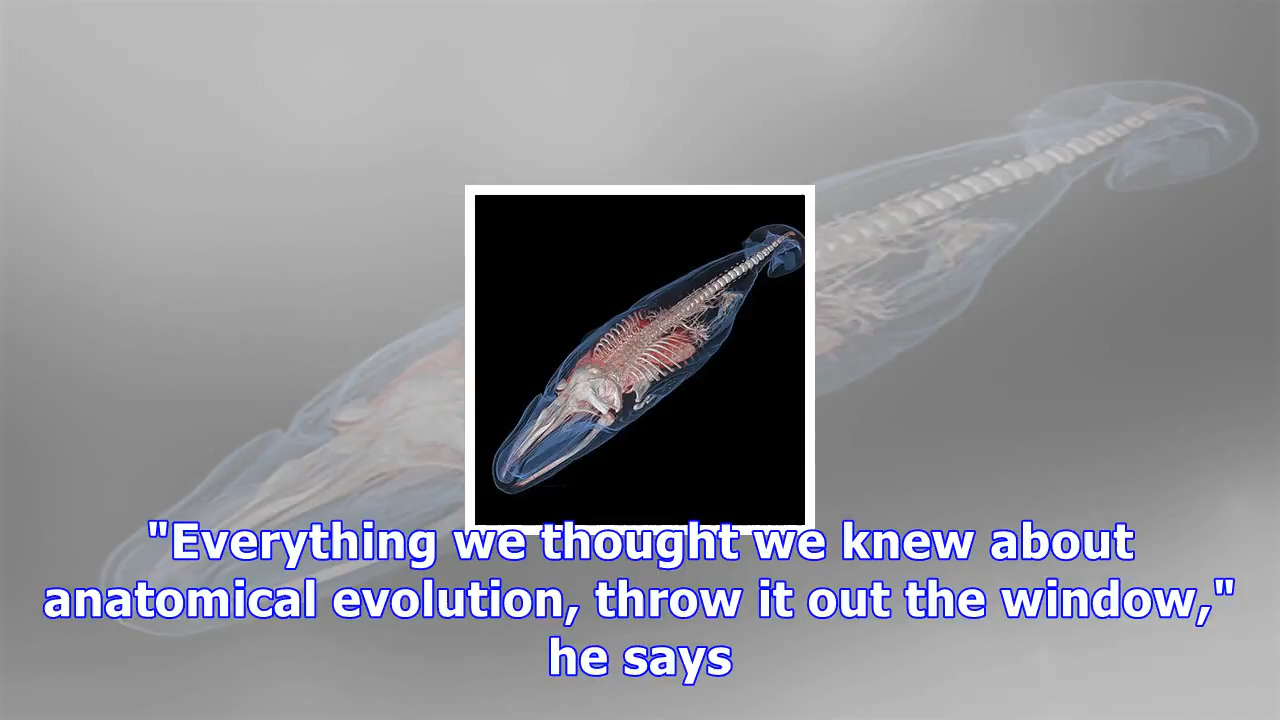 "Everything we thought we knew about
anatomical evolution, throw it out the window,"
he says